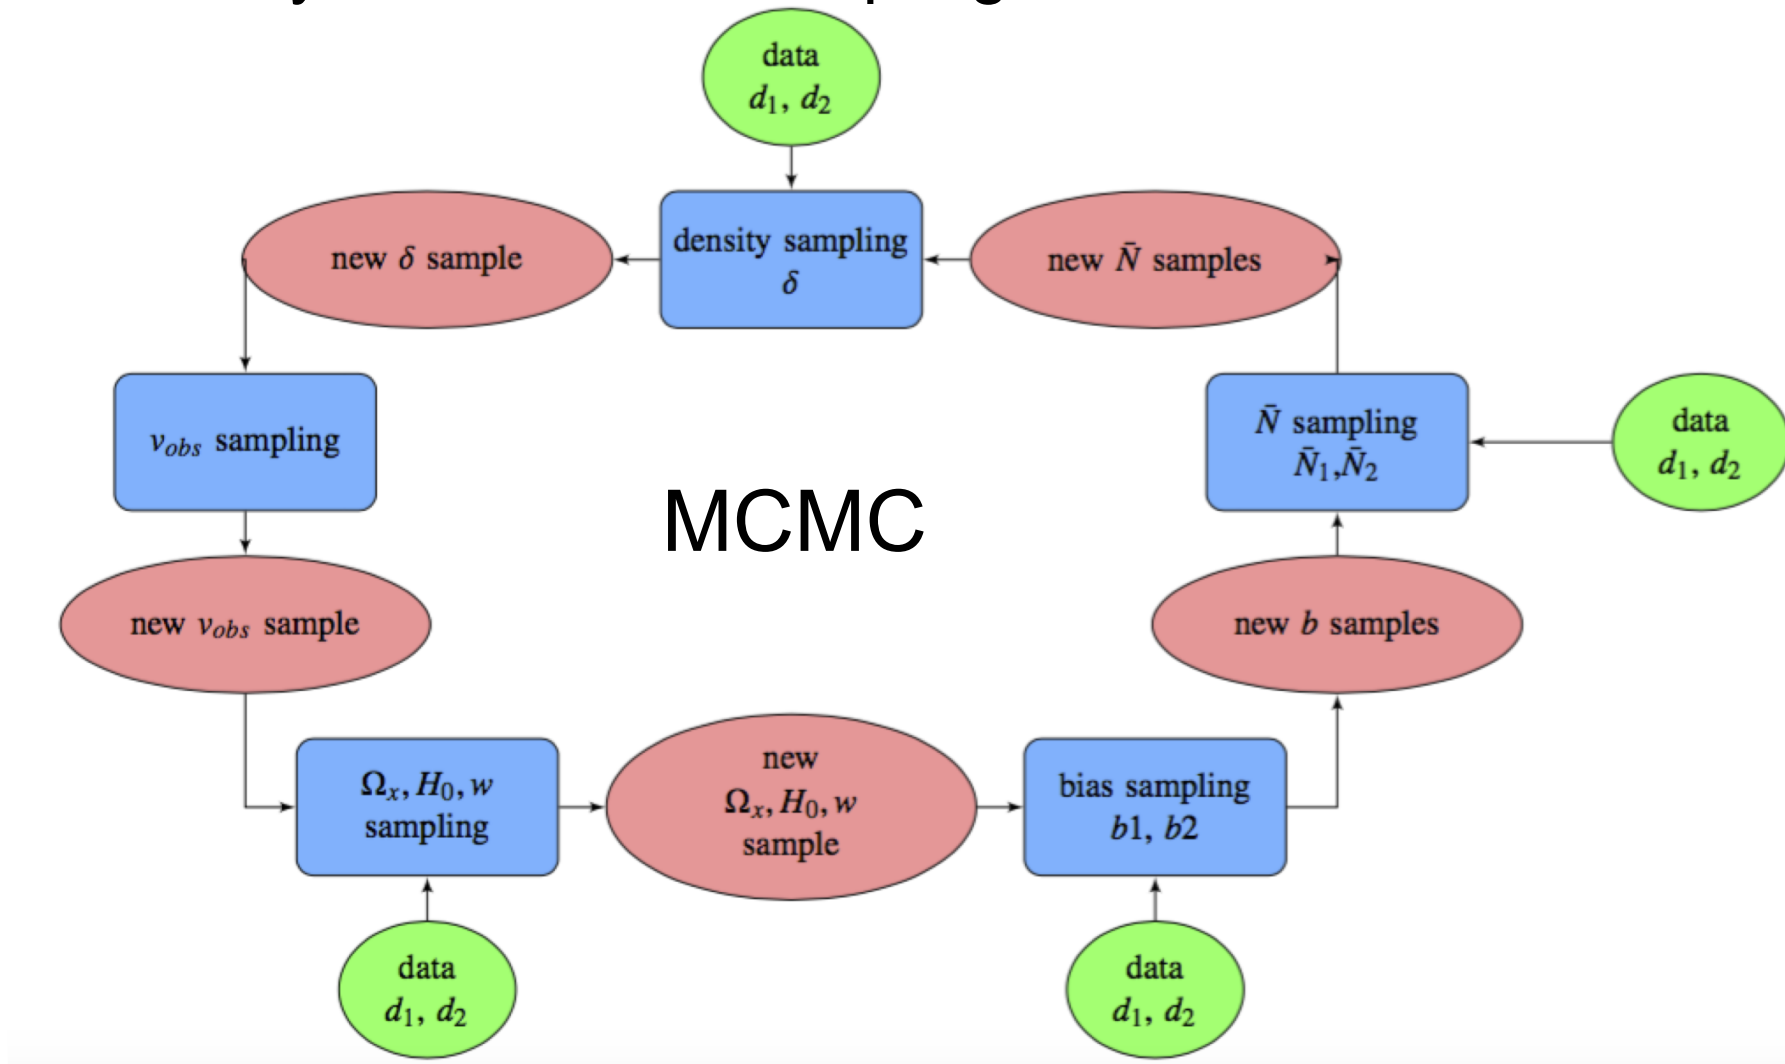 data
d₁, d₂
new δ sample
density sampling
δ
new N̄ samples
v_obs sampling
N̄ sampling
N̄₁,N̄₂
data
d₁, d₂
MCMC
new v_obs sample
new b samples
Ωₓ, H₀, w
sampling
new
Ωₓ, H₀, w
sample
bias sampling
b1, b2
data
d₁, d₂
data
d₁, d₂